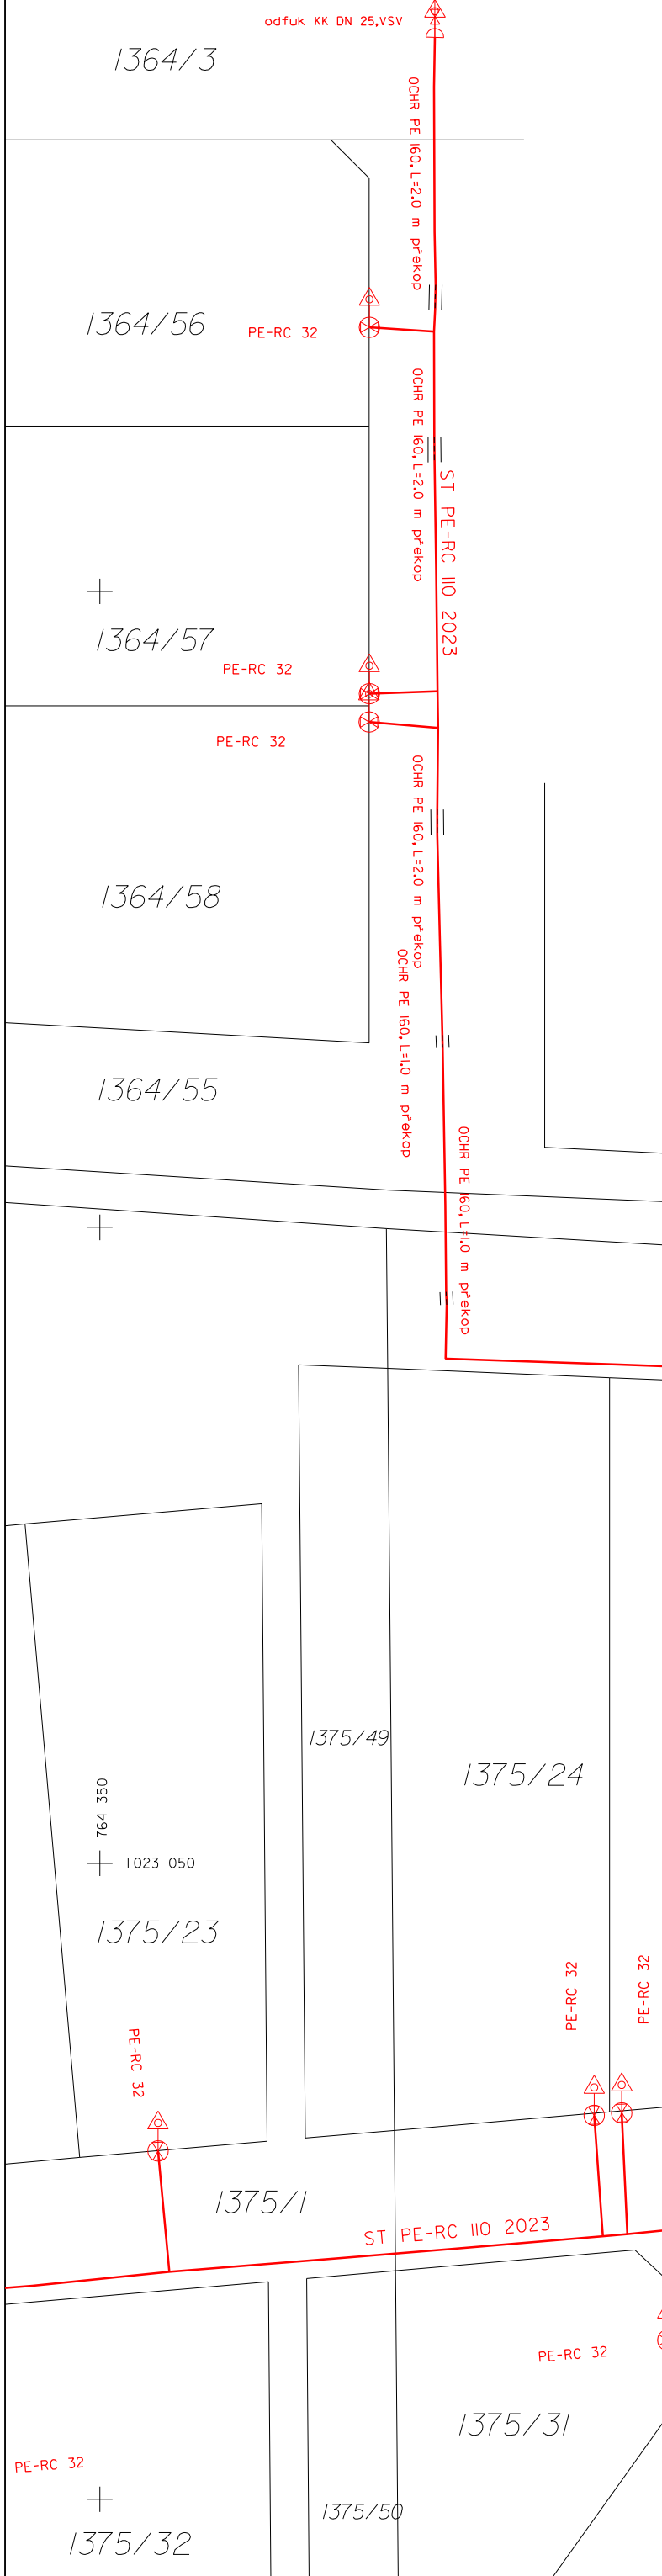 odfuk KK DN 25,VSV
1364/3
OCHR PE 160, L=2.0 m překop
1364/56
PE-RC 32
OCHR PE 160, L=2.0 m překop
ST PE-RC 110 2023
1364/57
PE-RC 32
PE-RC 32
OCHR PE 160, L=2.0 m překop
1364/58
OCHR PE 160, L=1.0 m překop
1364/55
OCHR PE 160, L=1.0 m překop
1375/49
1375/24
764 350
1023 050
1375/23
PE-RC 32
PE-RC 32
PE-RC 32
1375/1
ST PE-RC 110 2023
PE-RC 32
1375/31
PE-RC 32
1375/50
1375/32